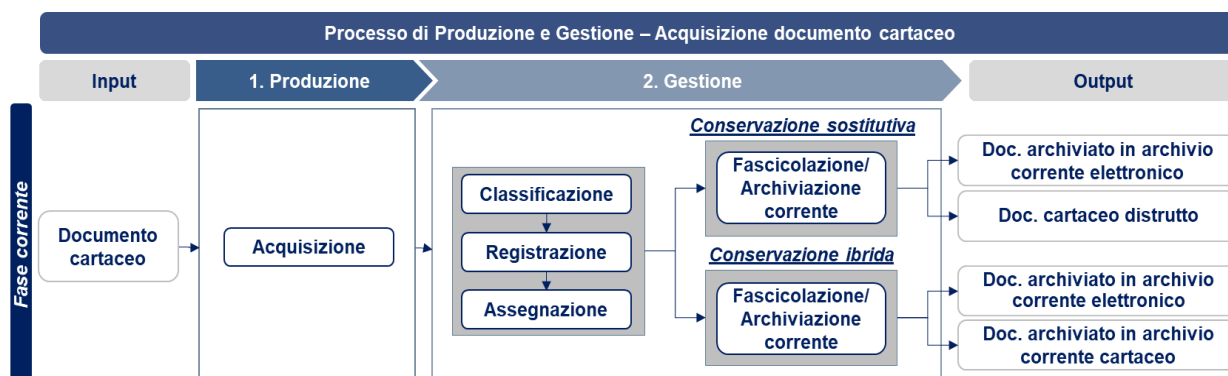 Processo di Produzione e Gestione – Acquisizione documento cartaceo
Input
1. Produzione
2. Gestione
Output
Fase corrente
Documento
cartaceo
Acquisizione
Classificazione
Registrazione
Assegnazione
Conservazione sostitutiva
Fascicolazione/
Archiviazione
corrente
Conservazione ibrida
Fascicolazione/
Archiviazione
corrente
Doc. archiviato in archivio
corrente elettronico
Doc. cartaceo distrutto
Doc. archiviato in archivio
corrente elettronico
Doc. archiviato in archivio
corrente cartaceo